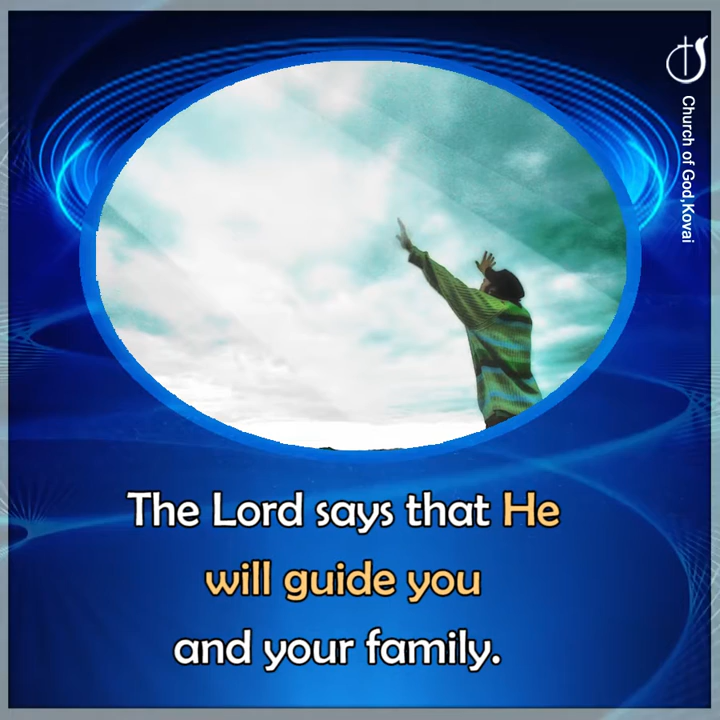 Church of God,Kovai
The Lord says that He
will guide you
and your family.